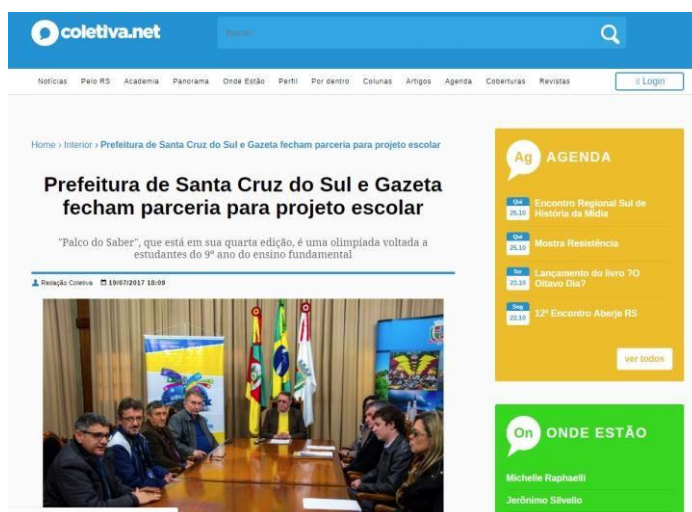 coletiva.net
Buscar...
Notícias Pelo RS Academia Panorama Onde Estão Perfil Por dentro Colunas Artigos Agenda Coberturas Revistas Login
Home › Interior › Prefeitura de Santa Cruz do Sul e Gazeta fecham parceria para projeto escolar
Prefeitura de Santa Cruz do Sul e Gazeta
fecham parceria para projeto escolar
"Palco do Saber", que está em sua quarta edição, é uma olimpíada voltada a
estudantes do 9º ano do ensino fundamental
Redação Coletiva 19/07/2017 18:09
Ag AGENDA
Qui
25.10
Encontro Regional Sul de
História da Mídia
Qui
25.10
Mostra Resistência
Ter
23.10
Lançamento do livro ?O
Oitavo Dia?
Seg
22.10
12º Encontro Aberje RS
ver todos
On ONDE ESTÃO
Michelle Raphaelli
Jerônimo Silvello